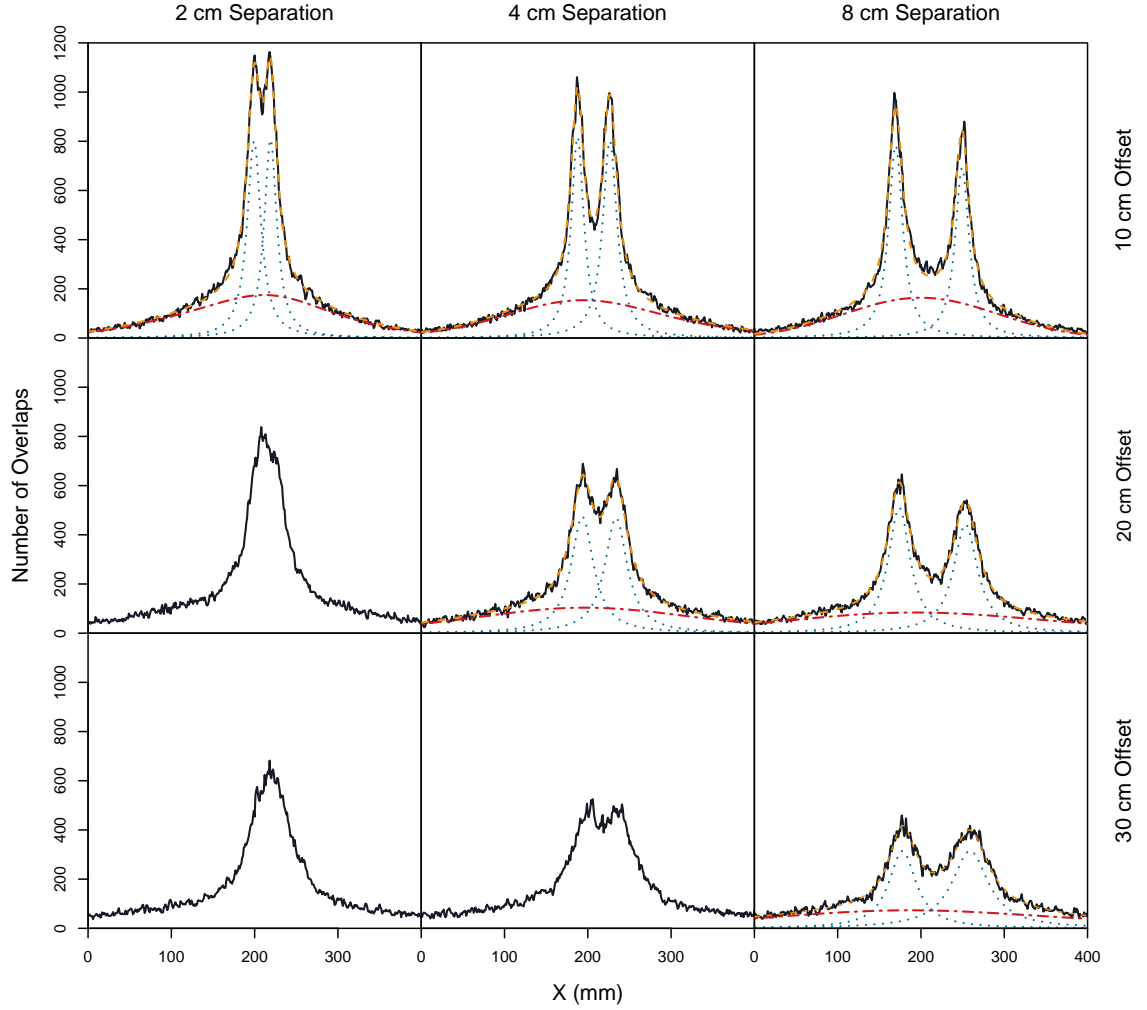 2 cm Separation 4 cm Separation 8 cm Separation
0 200 400 600 800 1000 1200
10 cm Offset
0 200 400 600 800 1000
20 cm Offset
0 200 400 600 800 1000
30 cm Offset
Number of Overlaps
0 100 200 300 0 100 200 300 0 100 200 300 400
X (mm)